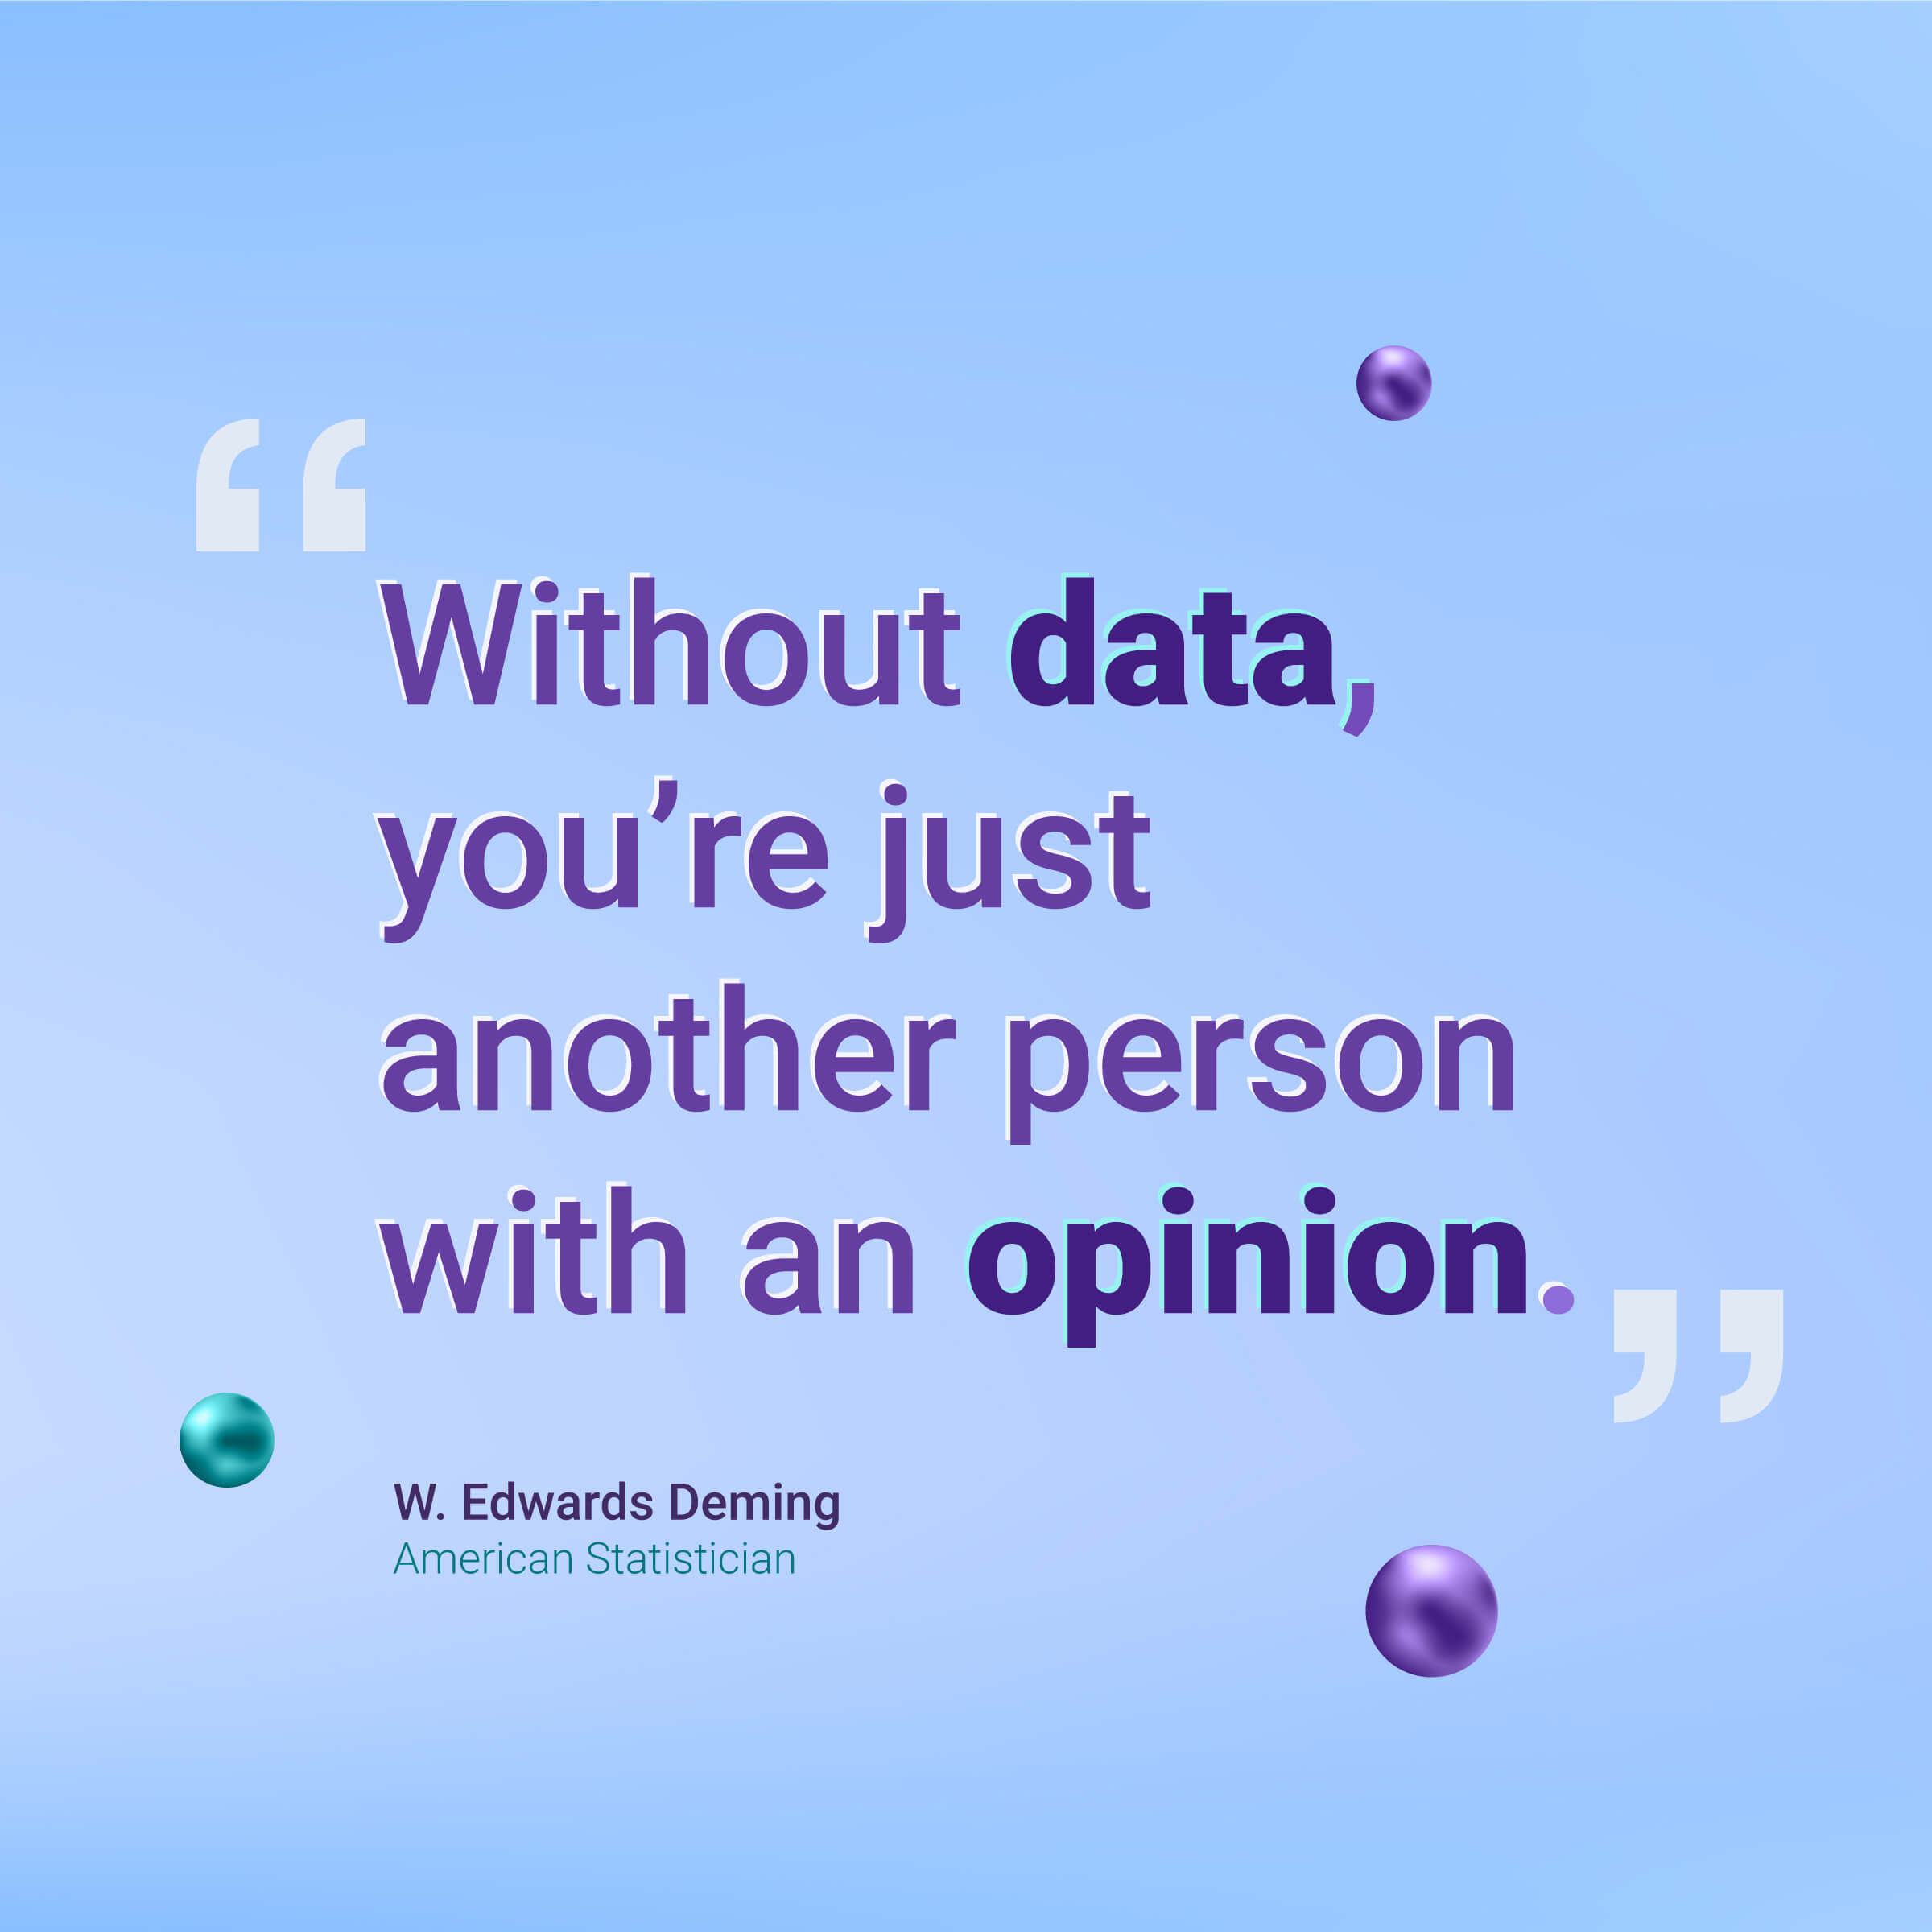 “Without data,
you’re just
another person
with an opinion.”
W. Edwards Deming
American Statistician